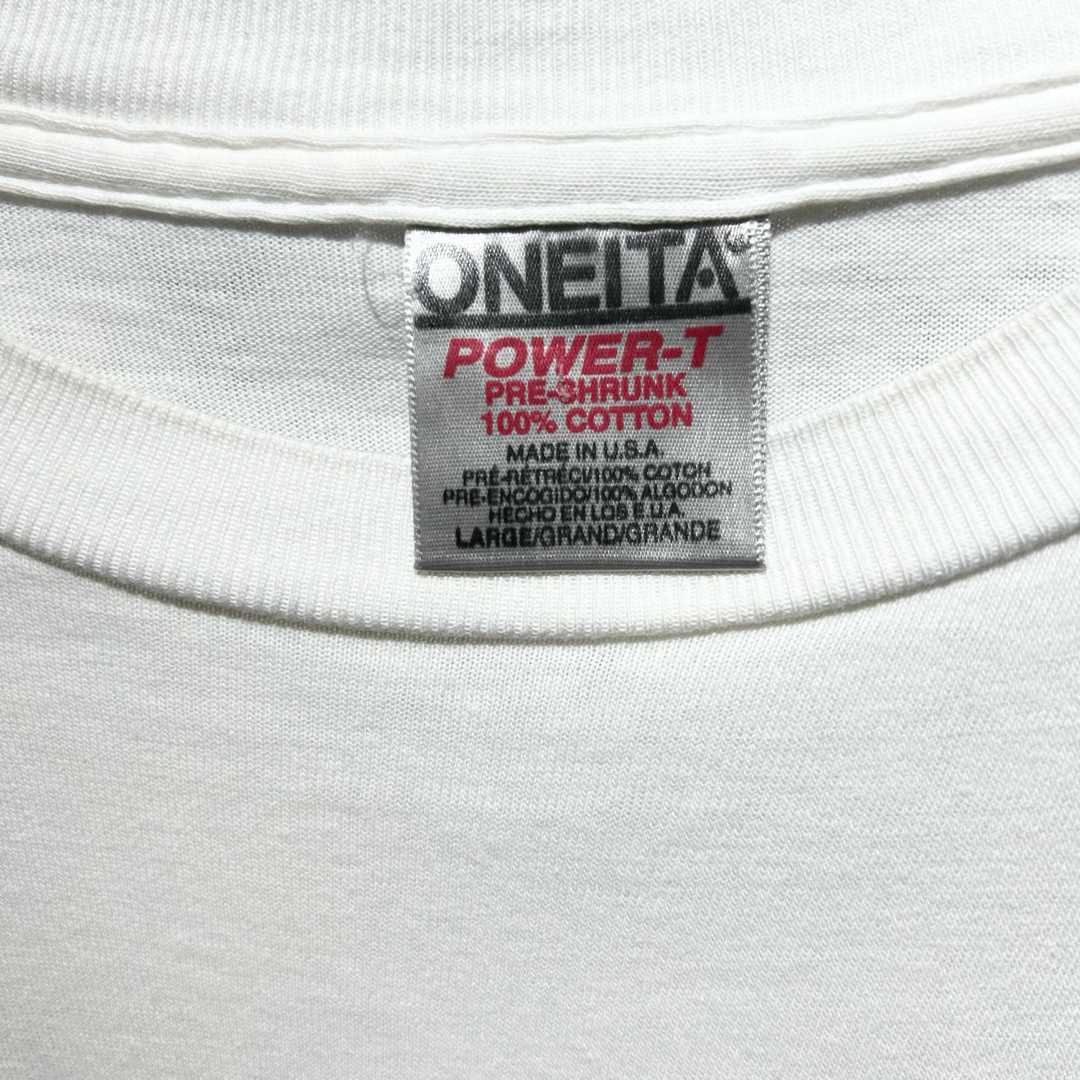 ONEITA®
POWER-T
PRE-SHRUNK
100% COTTON
MADE IN U.S.A.
PRÉ-RÉTRÉCI/100% COTON
PRE-ENCOGIDO/100% ALGODON
HECHO EN LOS E.U.A.
LARGE/GRAND/GRANDE